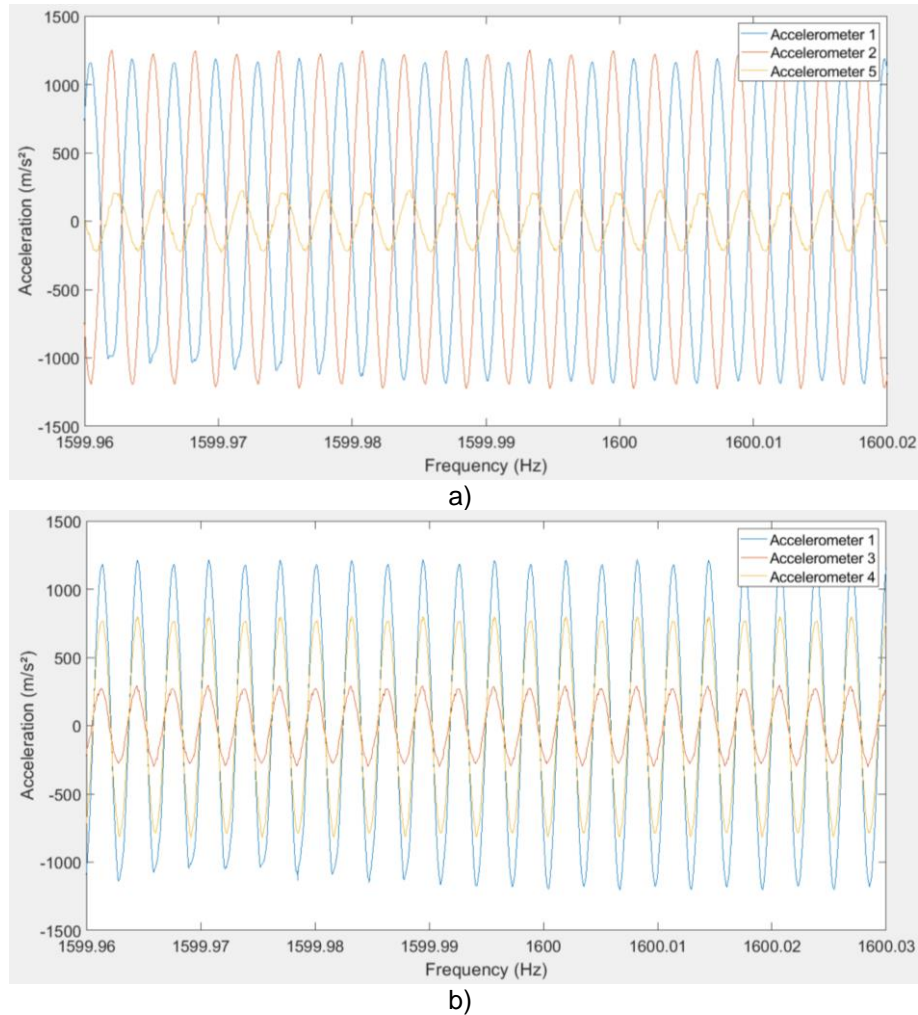 1500
1000
500
0
-500
-1000
-1500
Acceleration (m/s²)
Accelerometer 1
Accelerometer 2
Accelerometer 5
1599.96 1599.97 1599.98 1599.99 1600 1600.01 1600.02
Frequency (Hz)
a)
1500
1000
500
0
-500
-1000
-1500
Acceleration (m/s²)
Accelerometer 1
Accelerometer 3
Accelerometer 4
1599.96 1599.97 1599.98 1599.99 1600 1600.01 1600.02 1600.03
Frequency (Hz)
b)